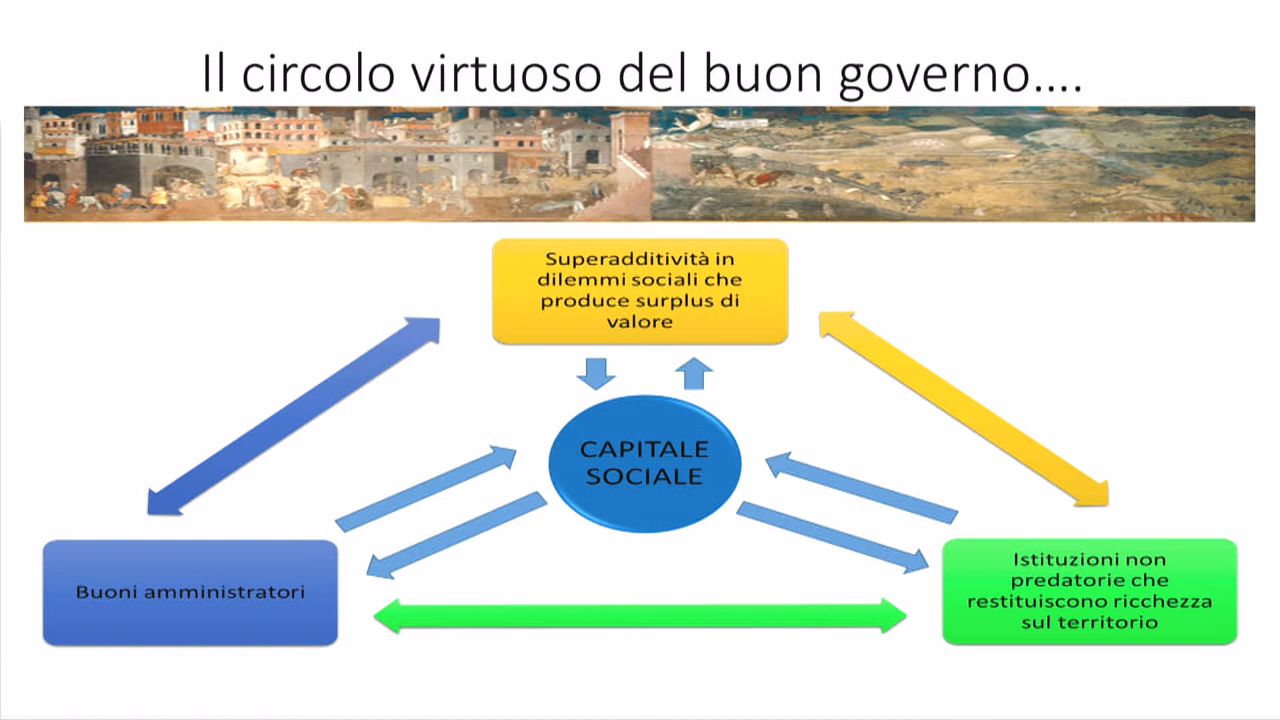 Il circolo virtuoso del buon governo....
Superadditività in
dilemmi sociali che
produce surplus di
valore
CAPITALE
SOCIALE
Buoni amministratori
Istituzioni non
predatorie che
restituiscono ricchezza
sul territorio